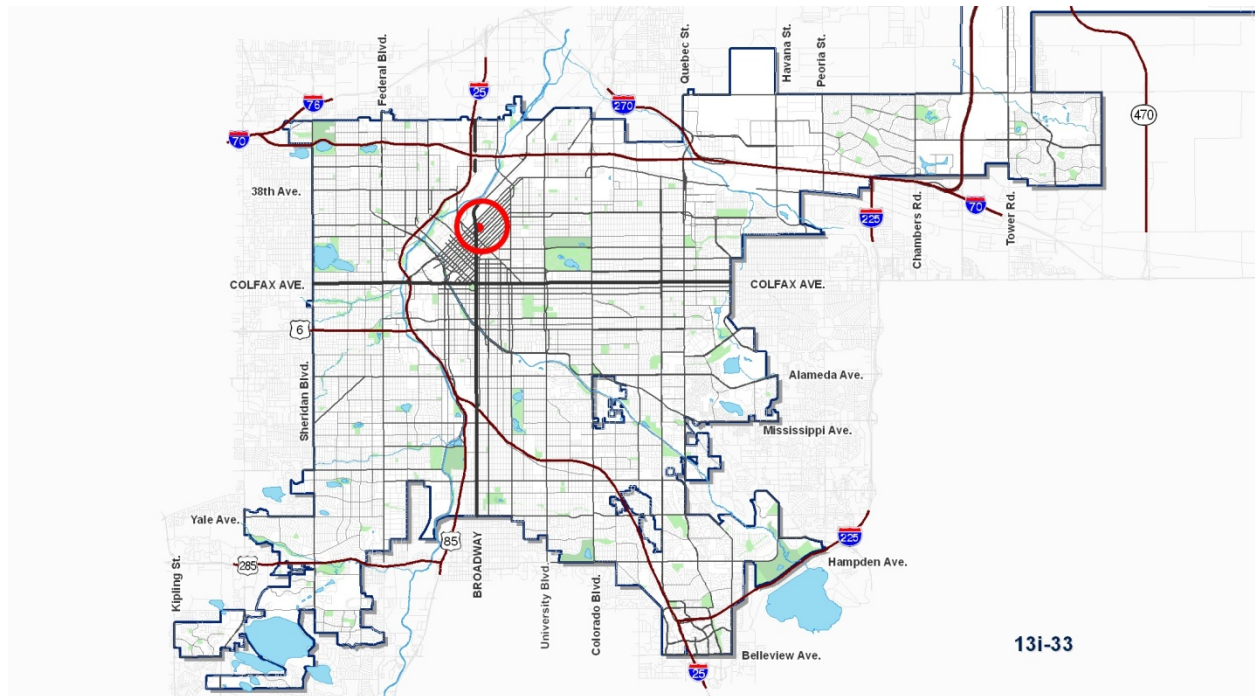 Federal Blvd.
25
Quebec St.
Havana St.
Peoria St.
76
270
470
70
38th Ave.
225
Chambers Rd.
70
Tower Rd.
COLFAX AVE.
COLFAX AVE.
6
Sheridan Blvd.
Alameda Ave.
Mississippi Ave.
Yale Ave.
85
225
Hampden Ave.
285
Kipling St.
BROADWAY
University Blvd.
Colorado Blvd.
13i-33
Belleview Ave.
25